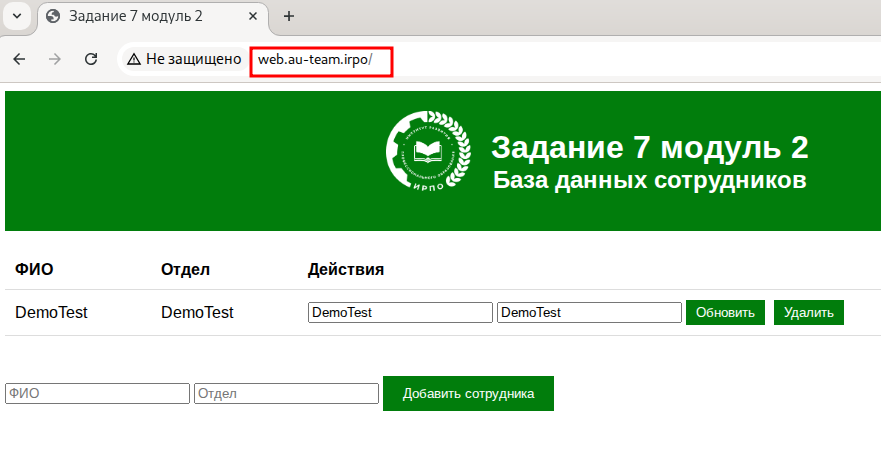 Задание 7 модуль 2
Не защищено web.au-team.irpo/
Задание 7 модуль 2
База данных сотрудников
ИРПО
ФИО Отдел Действия
DemoTest DemoTest DemoTest DemoTest Обновить Удалить
ФИО Отдел Добавить сотрудника